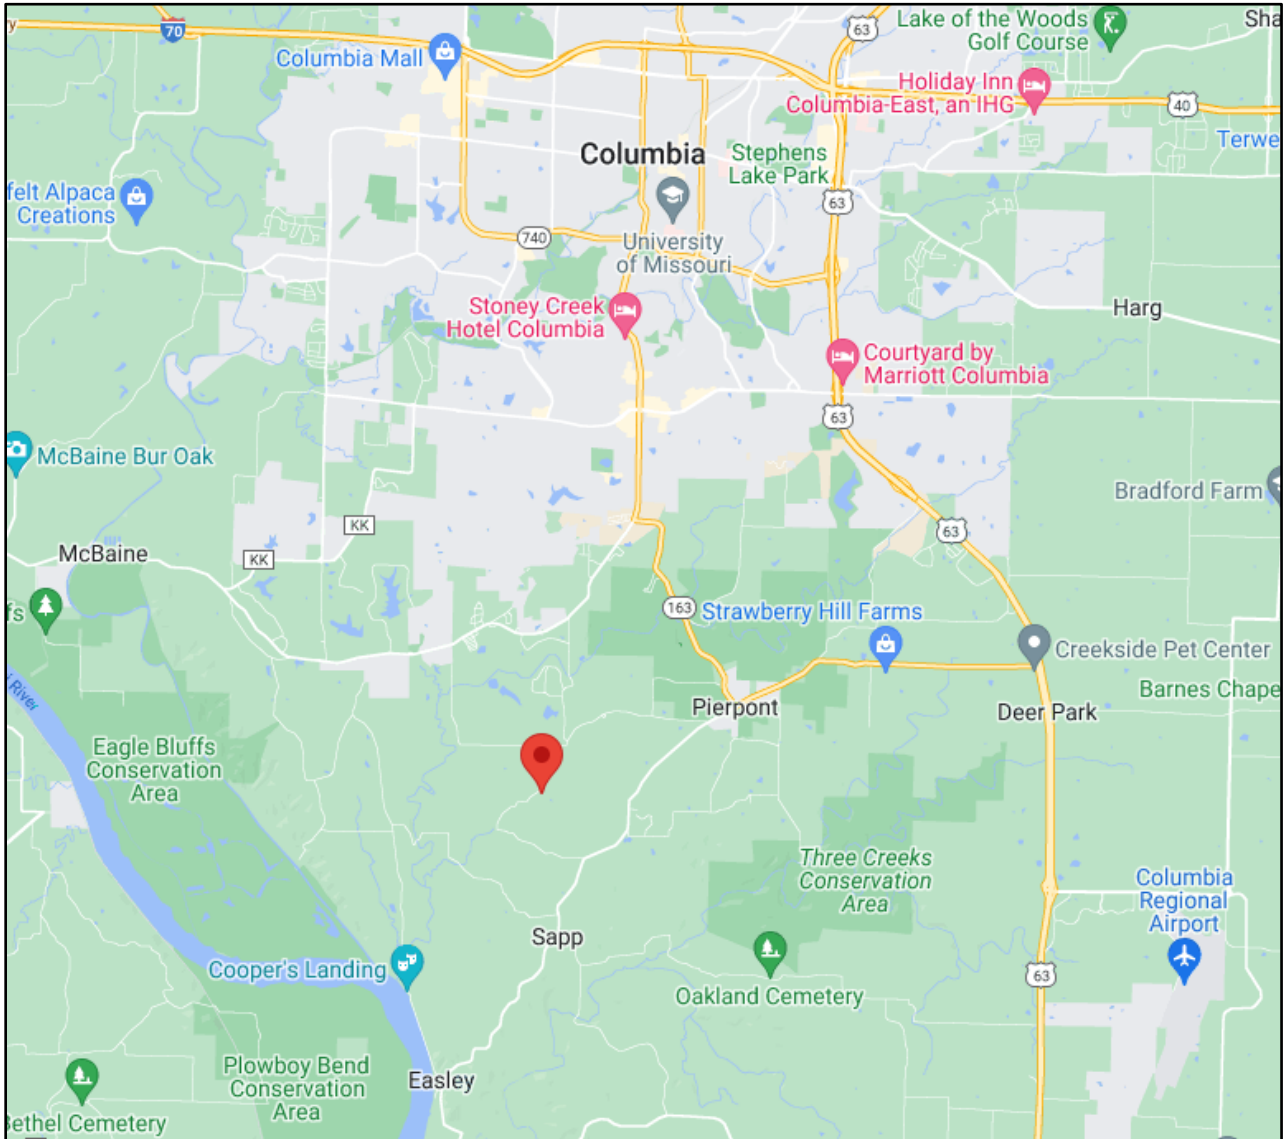 y
70
63
Lake of the Woods
Golf Course
Sha
Columbia Mall
Holiday Inn
Columbia-East, an IHG
40
Terwe
Columbia
Stephens
Lake Park
felt Alpaca
Creations
63
740
University
of Missouri
Stoney Creek
Hotel Columbia
Harg
Courtyard by
Marriott Columbia
63
McBaine Bur Oak
Bradford Farm
KK
63
McBaine
KK
fs
163
Strawberry Hill Farms
Creekside Pet Center
i River
Barnes Chape
Pierpont
Deer Park
Eagle Bluffs
Conservation
Area
Three Creeks
Conservation
Area
Columbia
Regional
Airport
Sapp
Cooper's Landing
63
Oakland Cemetery
Plowboy Bend
Conservation
Area
Easley
Bethel Cemetery